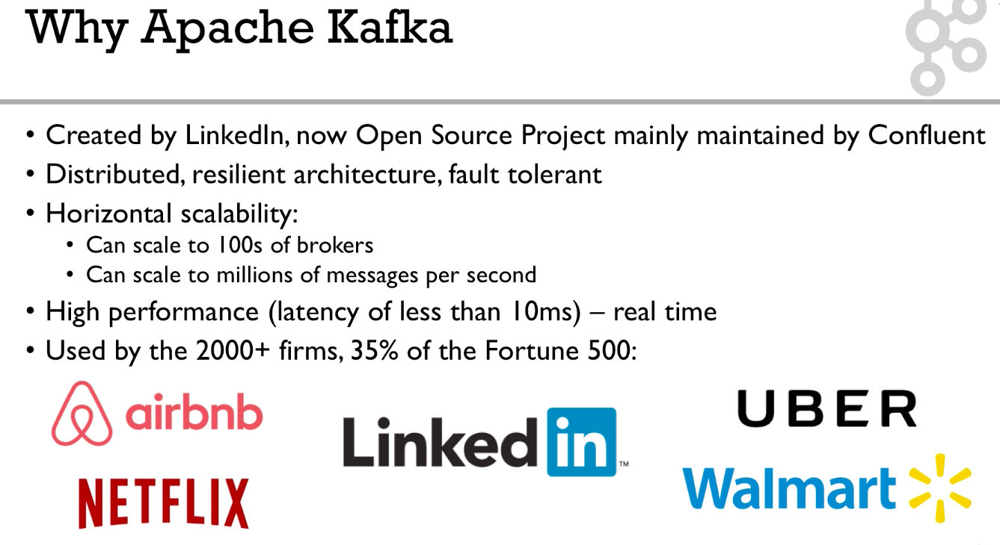 Why Apache Kafka
• Created by LinkedIn, now Open Source Project mainly maintained by Confluent
• Distributed, resilient architecture, fault tolerant
• Horizontal scalability:
• Can scale to 100s of brokers
• Can scale to millions of messages per second
• High performance (latency of less than 10ms) – real time
• Used by the 2000+ firms, 35% of the Fortune 500:
airbnb
LinkedIn™
UBER
NETFLIX
Walmart